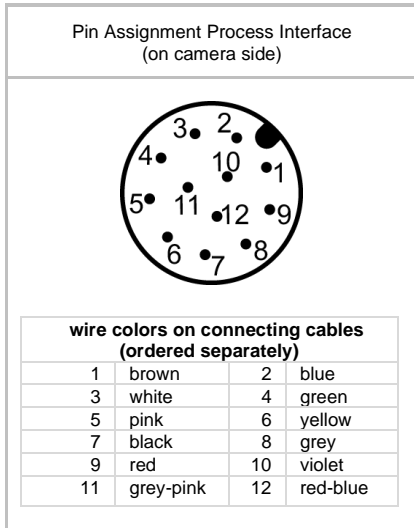 Pin Assignment Process Interface
(on camera side)
3 2
4 10 1
5 11 12 9
6 7 8
wire colors on connecting cables
(ordered separately)
1 brown 2 blue
3 white 4 green
5 pink 6 yellow
7 black 8 grey
9 red 10 violet
11 grey-pink 12 red-blue